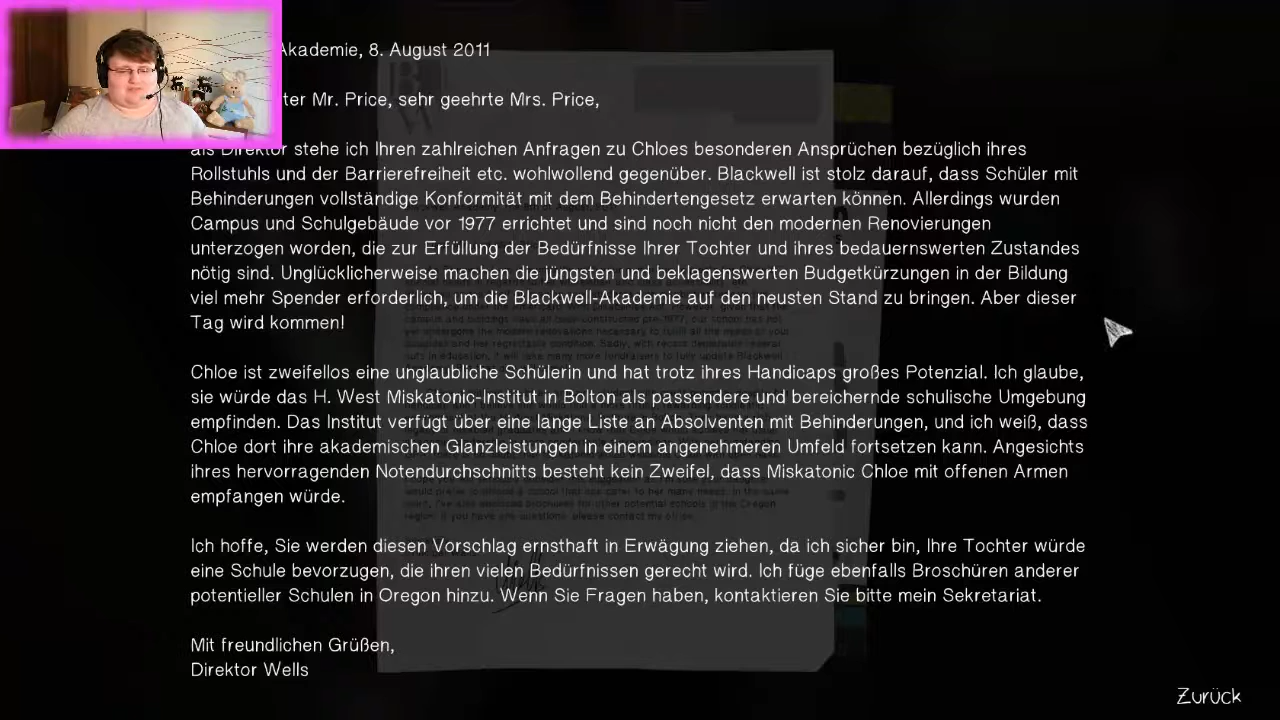 Akademie, 8. August 2011
Mr. Price, sehr geehrte Mrs. Price,
als Direktor stehe ich Ihren zahlreichen Anfragen zu Chloes besonderen Ansprüchen bezüglich ihres
Rollstuhls und der Barrierefreiheit etc. wohlwollend gegenüber. Blackwell ist stolz darauf, dass Schüler mit
Behinderungen vollständige Konformität mit dem Behindertengesetz erwarten können. Allerdings wurden
Campus und Schulgebäude vor 1977 errichtet und sind noch nicht den modernen Renovierungen
unterzogen worden, die zur Erfüllung der Bedürfnisse Ihrer Tochter und ihres bedauernswerten Zustandes
nötig sind. Unglücklicherweise machen die jüngsten und beklagenswerten Budgetkürzungen in der Bildung
viel mehr Spender erforderlich, um die Blackwell-Akademie auf den neusten Stand zu bringen. Aber dieser
Tag wird kommen!
Chloe ist zweifellos eine unglaubliche Schülerin und hat trotz ihres Handicaps großes Potenzial. Ich glaube,
sie würde das H. West Miskatonic-Institut in Bolton als passendere und bereichernde schulische Umgebung
empfinden. Das Institut verfügt über eine lange Liste an Absolventen mit Behinderungen, und ich weiß, dass
Chloe dort ihre akademischen Glanzleistungen in einem angenehmeren Umfeld fortsetzen kann. Angesichts
ihres hervorragenden Notendurchschnitts besteht kein Zweifel, dass Miskatonic Chloe mit offenen Armen
empfangen würde.
Ich hoffe, Sie werden diesen Vorschlag ernsthaft in Erwägung ziehen, da ich sicher bin, Ihre Tochter würde
eine Schule bevorzugen, die ihren vielen Bedürfnissen gerecht wird. Ich füge ebenfalls Broschüren anderer
potentieller Schulen in Oregon hinzu. Wenn Sie Fragen haben, kontaktieren Sie bitte mein Sekretariat.
Mit freundlichen Grüßen,
Direktor Wells
Zurück